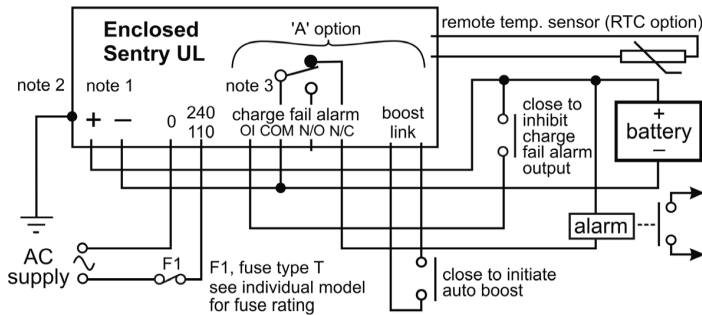 Enclosed
Sentry UL
'A' option
remote temp. sensor (RTC option)
note 2
note 1
note 3
+
−
0
240
110
charge fail alarm
OI COM N/O N/C
boost
link
close to
inhibit
charge
fail alarm
output
+
battery
−
alarm
AC
supply
F1
F1, fuse type T
see individual model
for fuse rating
close to initiate
auto boost